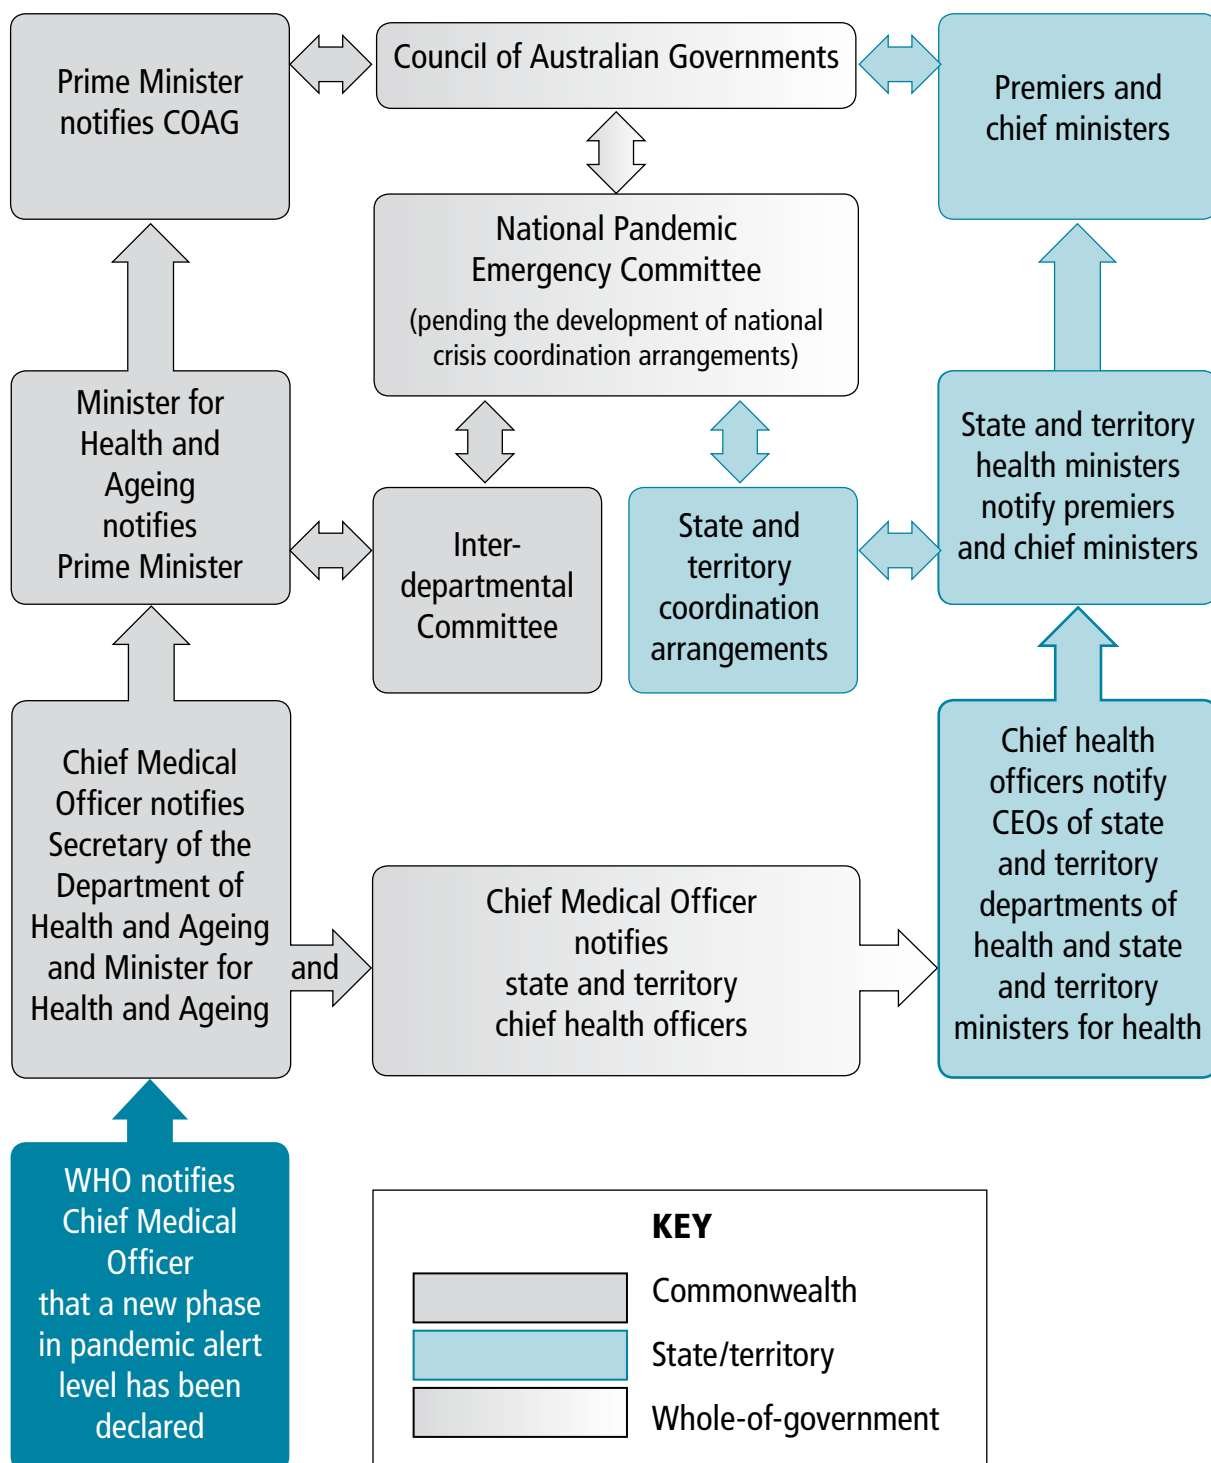 Prime Minister
notifies COAG
Council of Australian Governments
Premiers and
chief ministers
National Pandemic
Emergency Committee
(pending the development of national
crisis coordination arrangements)
Minister for
Health and
Ageing
notifies
Prime Minister
Inter-
departmental
Committee
State and
territory
coordination
arrangements
State and territory
health ministers
notify premiers
and chief ministers
Chief Medical
Officer notifies
Secretary of the
Department of
Health and Ageing
and Minister for
Health and Ageing
and
Chief Medical Officer
notifies
state and territory
chief health officers
Chief health
officers notify
CEOs of state
and territory
departments of
health and state
and territory
ministers for health
WHO notifies
Chief Medical
Officer
that a new phase
in pandemic alert
level has been
declared
KEY
Commonwealth
State/territory
Whole-of-government